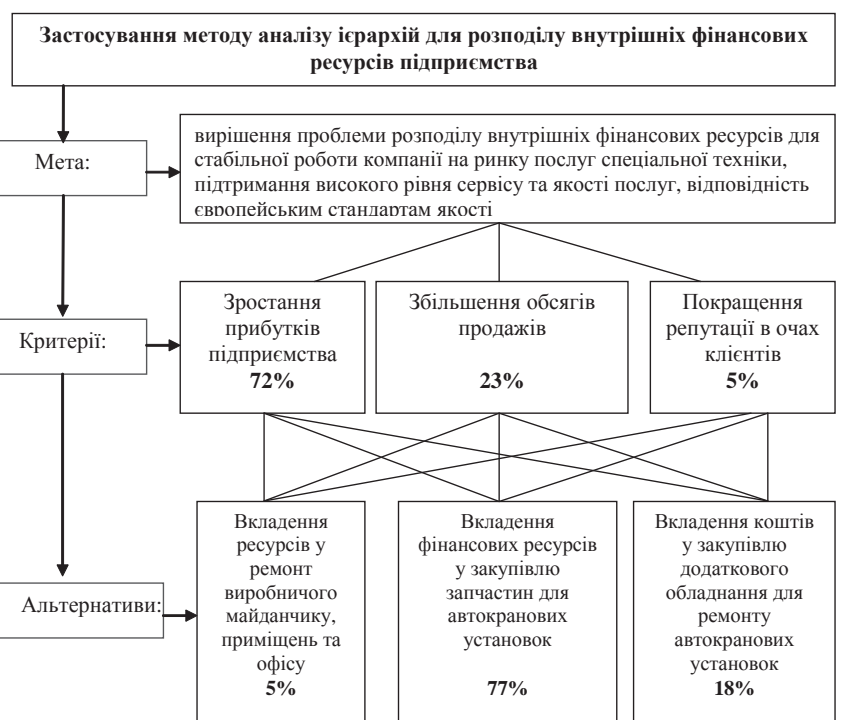 Застосування методу аналізу ієрархій для розподілу внутрішніх фінансових
ресурсів підприємства
Мета:
вирішення проблеми розподілу внутрішніх фінансових ресурсів для
стабільної роботи компанії на ринку послуг спеціальної техніки,
підтримання високого рівня сервісу та якості послуг, відповідність
європейським стандартам якості
Критерії:
Зростання
прибутків
підприємства
72%
Збільшення обсягів
продажів
23%
Покращення
репутації в очах
клієнтів
5%
Альтернативи:
Вкладення
ресурсів у
ремонт
виробничого
майданчику,
приміщень та
офісу
5%
Вкладення
фінансових ресурсів
у закупівлю
запчастин для
автокранових
установок
77%
Вкладення коштів
у закупівлю
додаткового
обладнання для
ремонту
автокранових
установок
18%